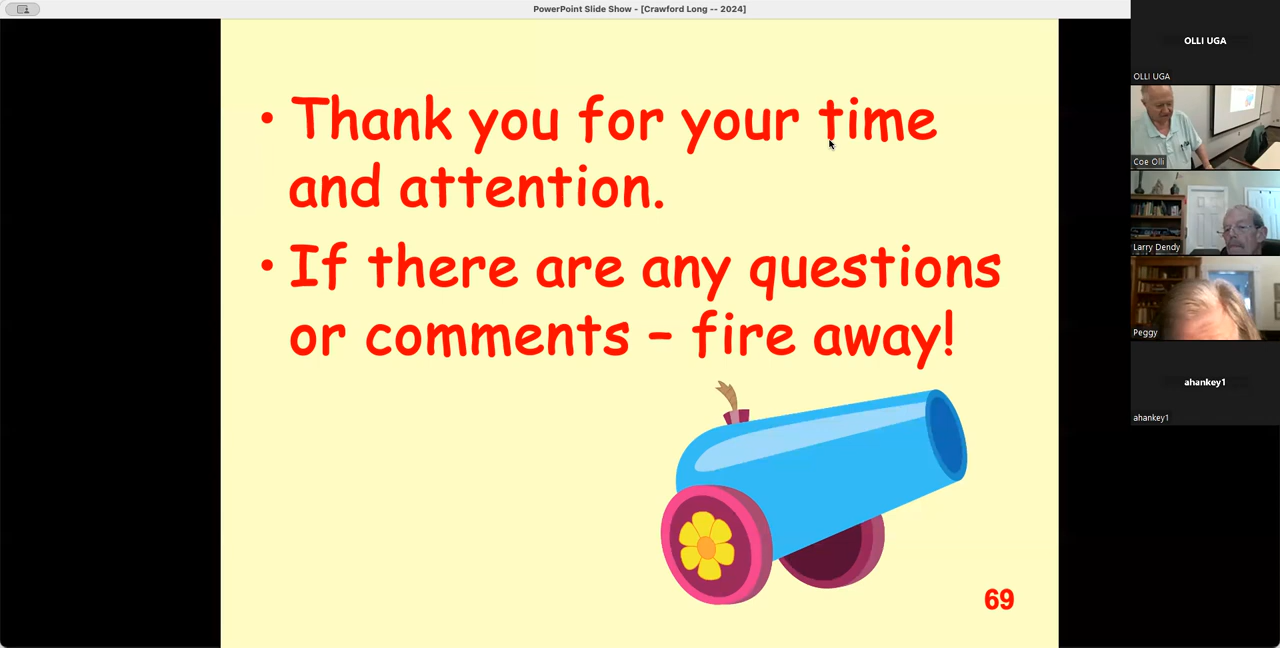 PowerPoint Slide Show - [Crawford Long -- 2024]
• Thank you for your time
and attention.
• If there are any questions
or comments – fire away!
69
OLLI UGA
OLLI UGA
Coe Olli
Larry Dendy
Peggy
ahankey1
ahankey1